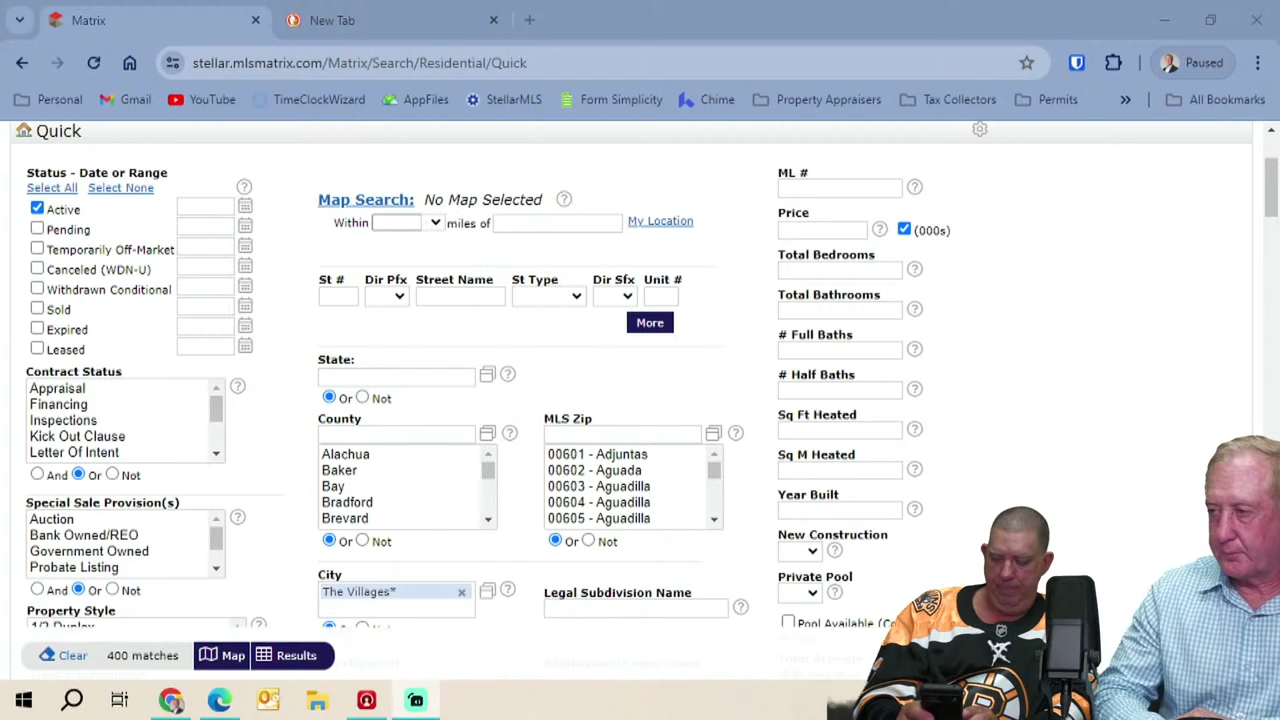 Matrix
New Tab
stellar.mlsmatrix.com/Matrix/Search/Residential/Quick
Paused
Personal
Gmail
YouTube
TimeClockWizard
AppFiles
StellarMLS
Form Simplicity
Chime
Property Appraisers
Tax Collectors
Permits
All Bookmarks
Quick
Status - Date or Range
Select All Select None
Active
Pending
Temporarily Off-Market
Canceled (WDN-U)
Withdrawn Conditional
Sold
Expired
Leased
Contract Status
Appraisal
Financing
Inspections
Kick Out Clause
Letter Of Intent
And Or Not
Special Sale Provision(s)
Auction
Bank Owned/REO
Government Owned
Probate Listing
And Or Not
Property Style
1/2 Duplex
Map Search: No Map Selected
Within miles of My Location
St # Dir Pfx Street Name St Type Dir Sfx Unit #
More
State:
Or Not
County
Alachua
Baker
Bay
Bradford
Brevard
Or Not
MLS Zip
00601 - Adjuntas
00602 - Aguada
00603 - Aguadilla
00604 - Aguadilla
00605 - Aguadilla
Or Not
City
The Villages*
Legal Subdivision Name
ML #
Price
(000s)
Total Bedrooms
Total Bathrooms
# Full Baths
# Half Baths
Sq Ft Heated
Sq M Heated
Year Built
New Construction
Private Pool
Pool Available
Clear 400 matches Map Results